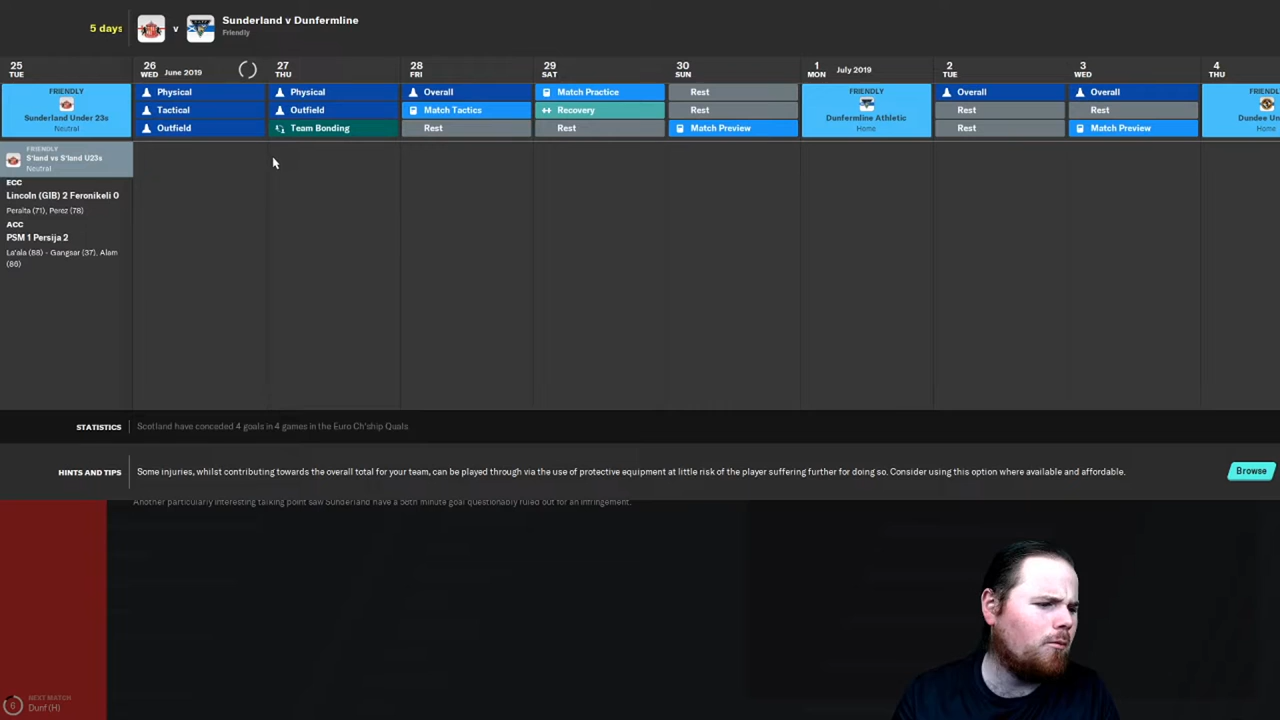 5 days
v
Sunderland v Dunfermline
Friendly
25
TUE
26
WED
June 2019
27
THU
28
FRI
29
SAT
30
SUN
1
MON
July 2019
2
TUE
3
WED
4
THU
FRIENDLY
Sunderland Under 23s
Neutral
Physical
Tactical
Outfield
Physical
Outfield
Team Bonding
Overall
Match Tactics
Rest
Match Practice
Recovery
Rest
Rest
Rest
Match Preview
FRIENDLY
Dunfermline Athletic
Home
Overall
Rest
Rest
Overall
Rest
Match Preview
FRIENDLY
Dundee Un
Home
FRIENDLY
S'land vs S'land U23s
Neutral
ECC
Lincoln (GIB) 2 Feronikeli 0
Peralta (71), Perez (78)
ACC
PSM 1 Persija 2
La'ala (88) - Gangsar (37), Alam
(86)
STATISTICS
Scotland have conceded 4 goals in 4 games in the Euro Ch'ship Quals
HINTS AND TIPS
Some injuries, whilst contributing towards the overall total for your team, can be played through via the use of protective equipment at little risk of the player suffering further for doing so. Consider using this option where available and affordable.
Browse
Another particularly interesting talking point saw Sunderland have a 56th minute goal questionably ruled out for an infringement.
6
NEXT MATCH
Dunf (H)